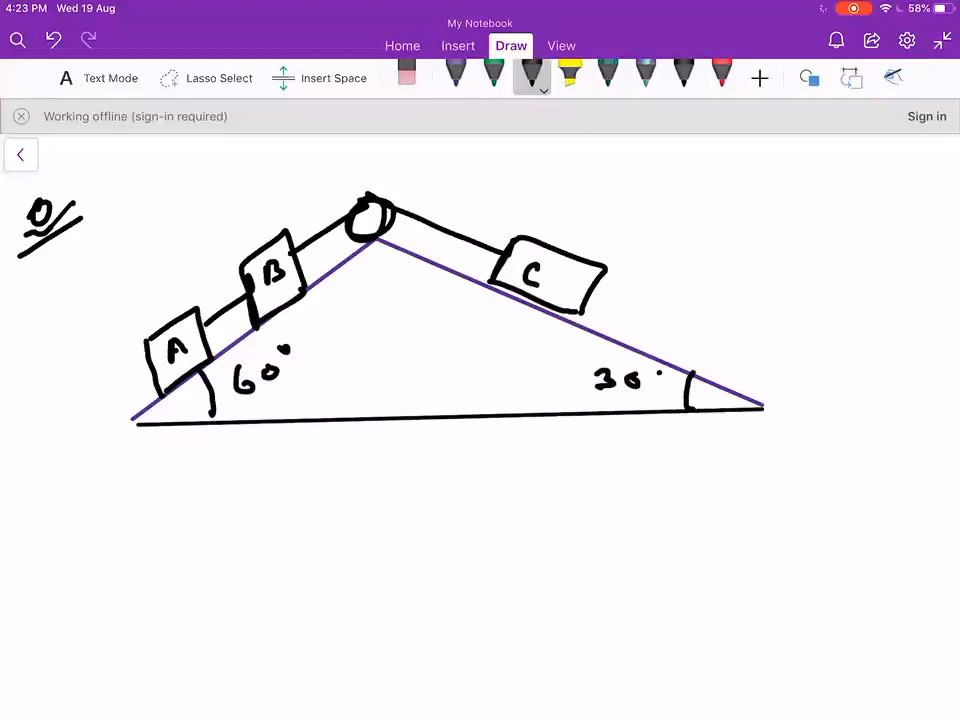 4:23 PM Wed 19 Aug 58%
My Notebook
Home Insert Draw View
A Text Mode Lasso Select Insert Space
Working offline (sign-in required) Sign in
Q
B
C
A
60°
30°